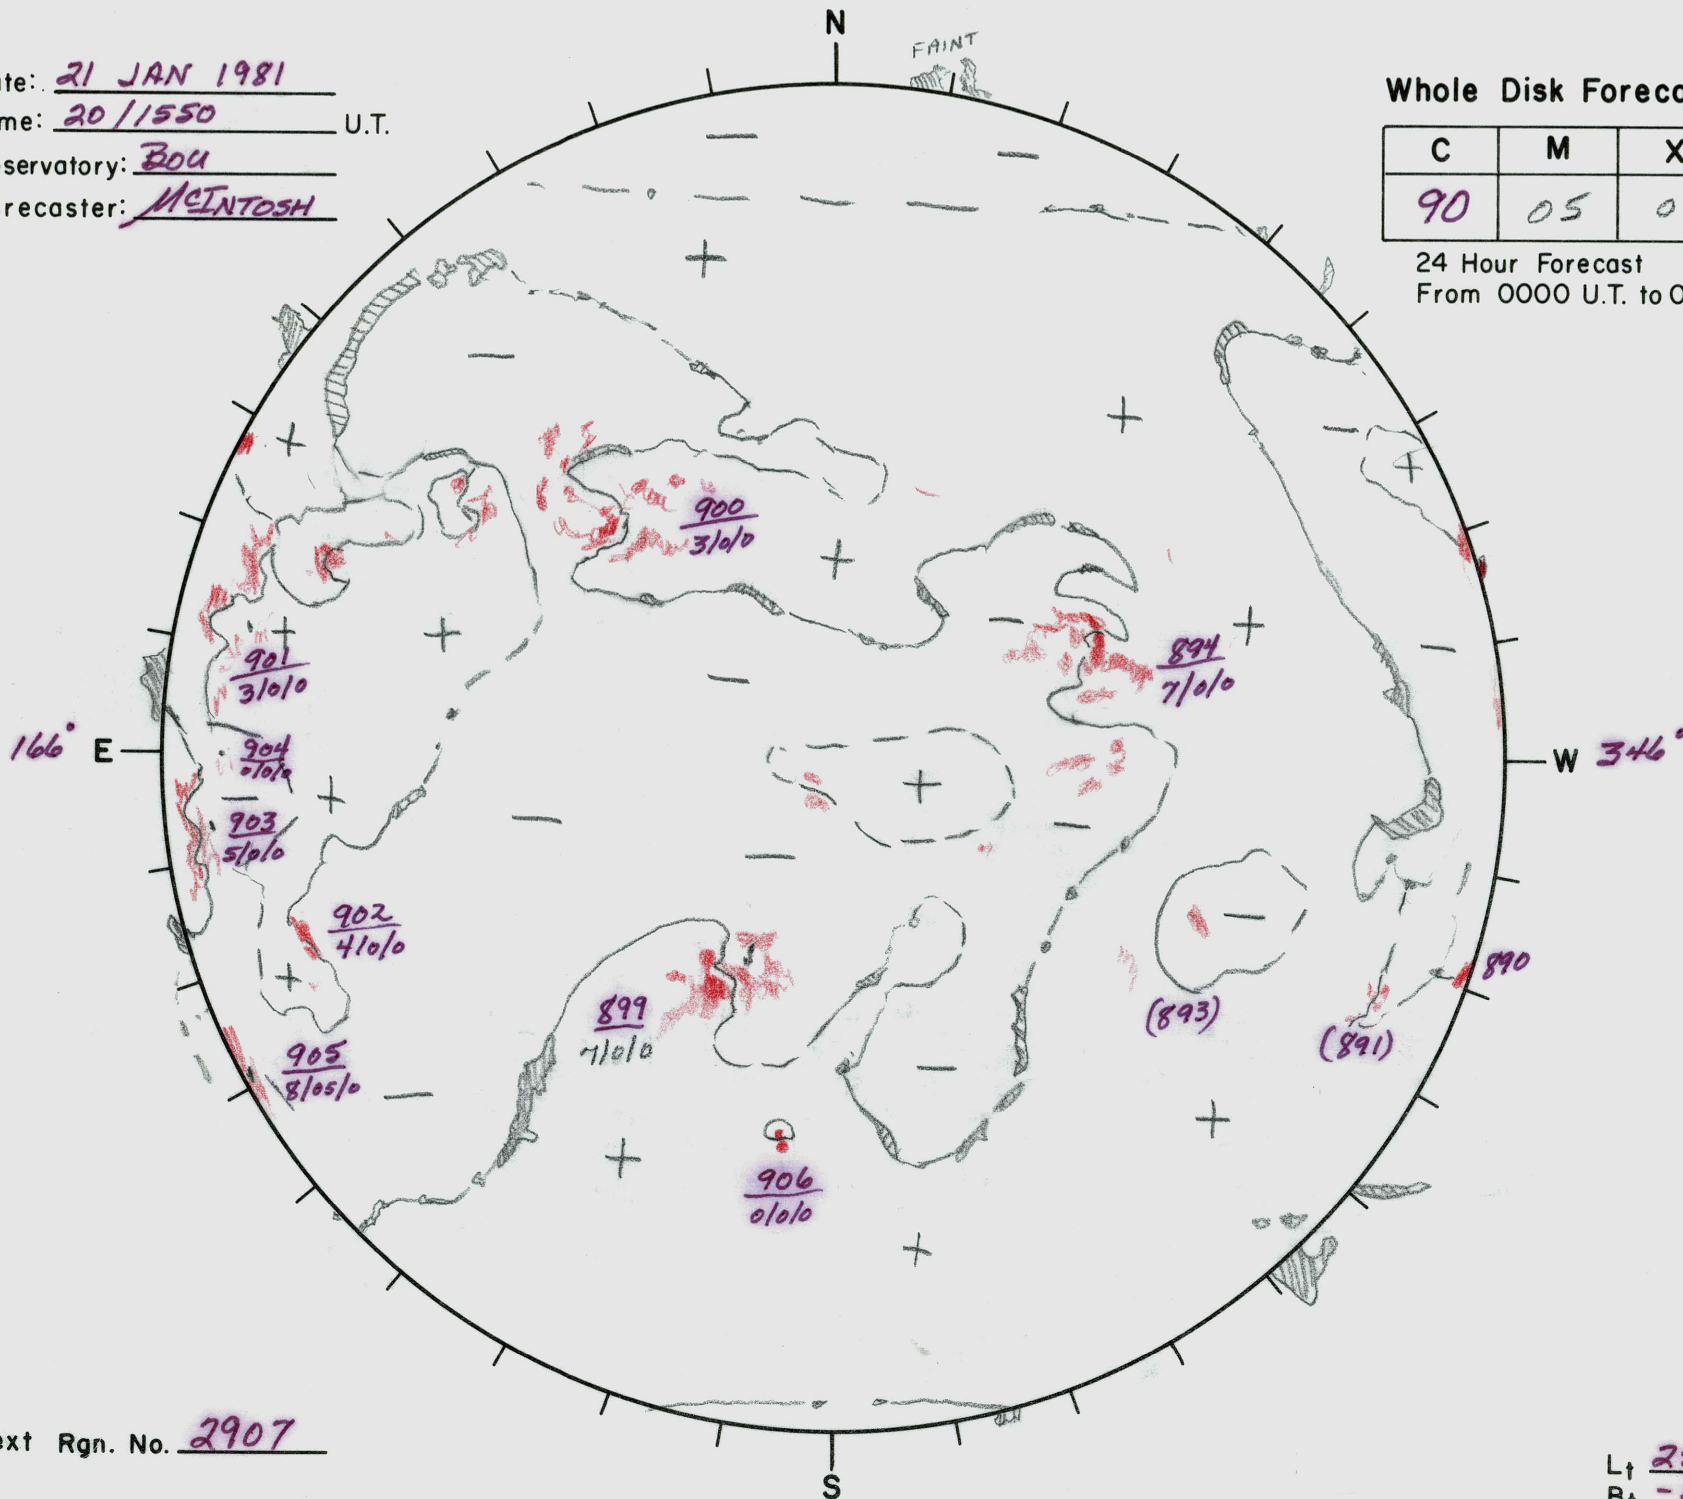 N
FAINT
te: 21 JAN 1981
me: 20/1550 U.T.
servatory: BOU
recaster: McINTOSH
Whole Disk Foreca
C M X
90 05 0
24 Hour Forecast
From 0000 U.T. to 0
900
3/0/0
901
3/0/0
894
7/0/0
166° E
904
0/0/0
W 346°
903
5/0/0
902
4/0/0
890
899
7/0/0
(893)
(891)
905
8/05/0
906
0/0/0
ext Rgn. No. 2907
Lt
S